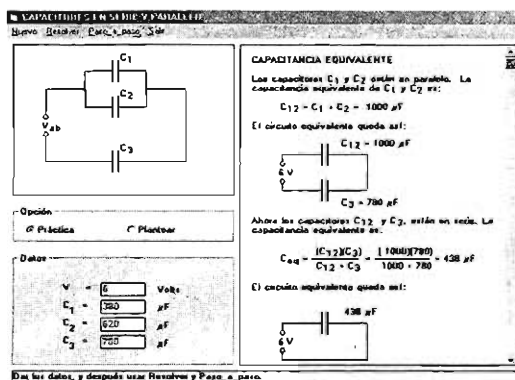 CAPACITORES EN SERIE Y PARALELO
Nuevo Resolver Paso_a_paso Salir
C1
C2
Vab
C3
Opción
Práctica Plantear
Datos
V = 6 Volts
C1 = 380 µF
C2 = 620 µF
C3 = 780 µF
CAPACITANCIA EQUIVALENTE
Los capacitores C1 y C2 están en paralelo. La
capacitancia equivalente de C1 y C2 es:
C12 = C1 + C2 = 1000 µF
El circuito equivalente queda así:
C12 = 1000 µF
6 V
C3 = 780 µF
Ahora los capacitores C12 y C3, están en serie. La
capacitancia equivalente es:
Ceq = (C12)(C3) / C12 + C3 = (1000)(780) / 1000 + 780 = 438 µF
El circuito equivalente queda así:
438 µF
6 V
Dar los datos, y después usar Resolver y Paso_a_paso.